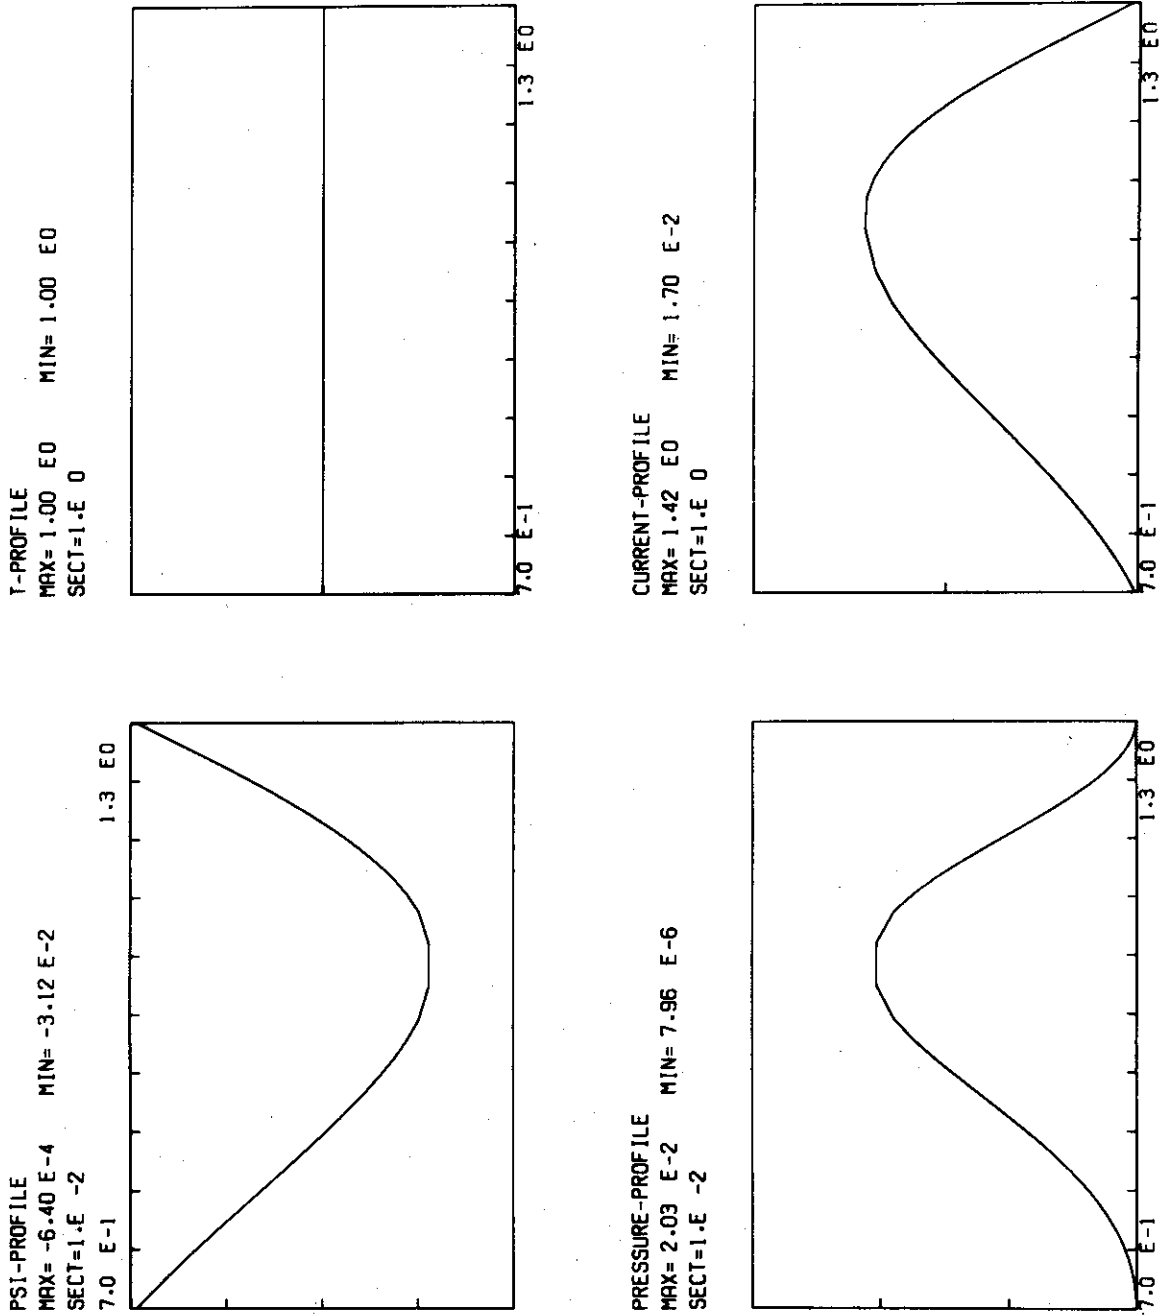 PSI-PROFILE
MAX= -6.40 E-4 MIN= -3.12 E-2
SECT=1.E -2
7.0 E-1 1.3 E0
T-PROFILE
MAX= 1.00 E0 MIN= 1.00 E0
SECT=1.E 0
7.0 E-1 1.3 E0
PRESSURE-PROFILE
MAX= 2.03 E-2 MIN= 7.96 E-6
SECT=1.E -2
7.0 E-1 1.3 E0
CURRENT-PROFILE
MAX= 1.42 E0 MIN= 1.70 E-2
SECT=1.E 0
7.0 E-1 1.3 E0